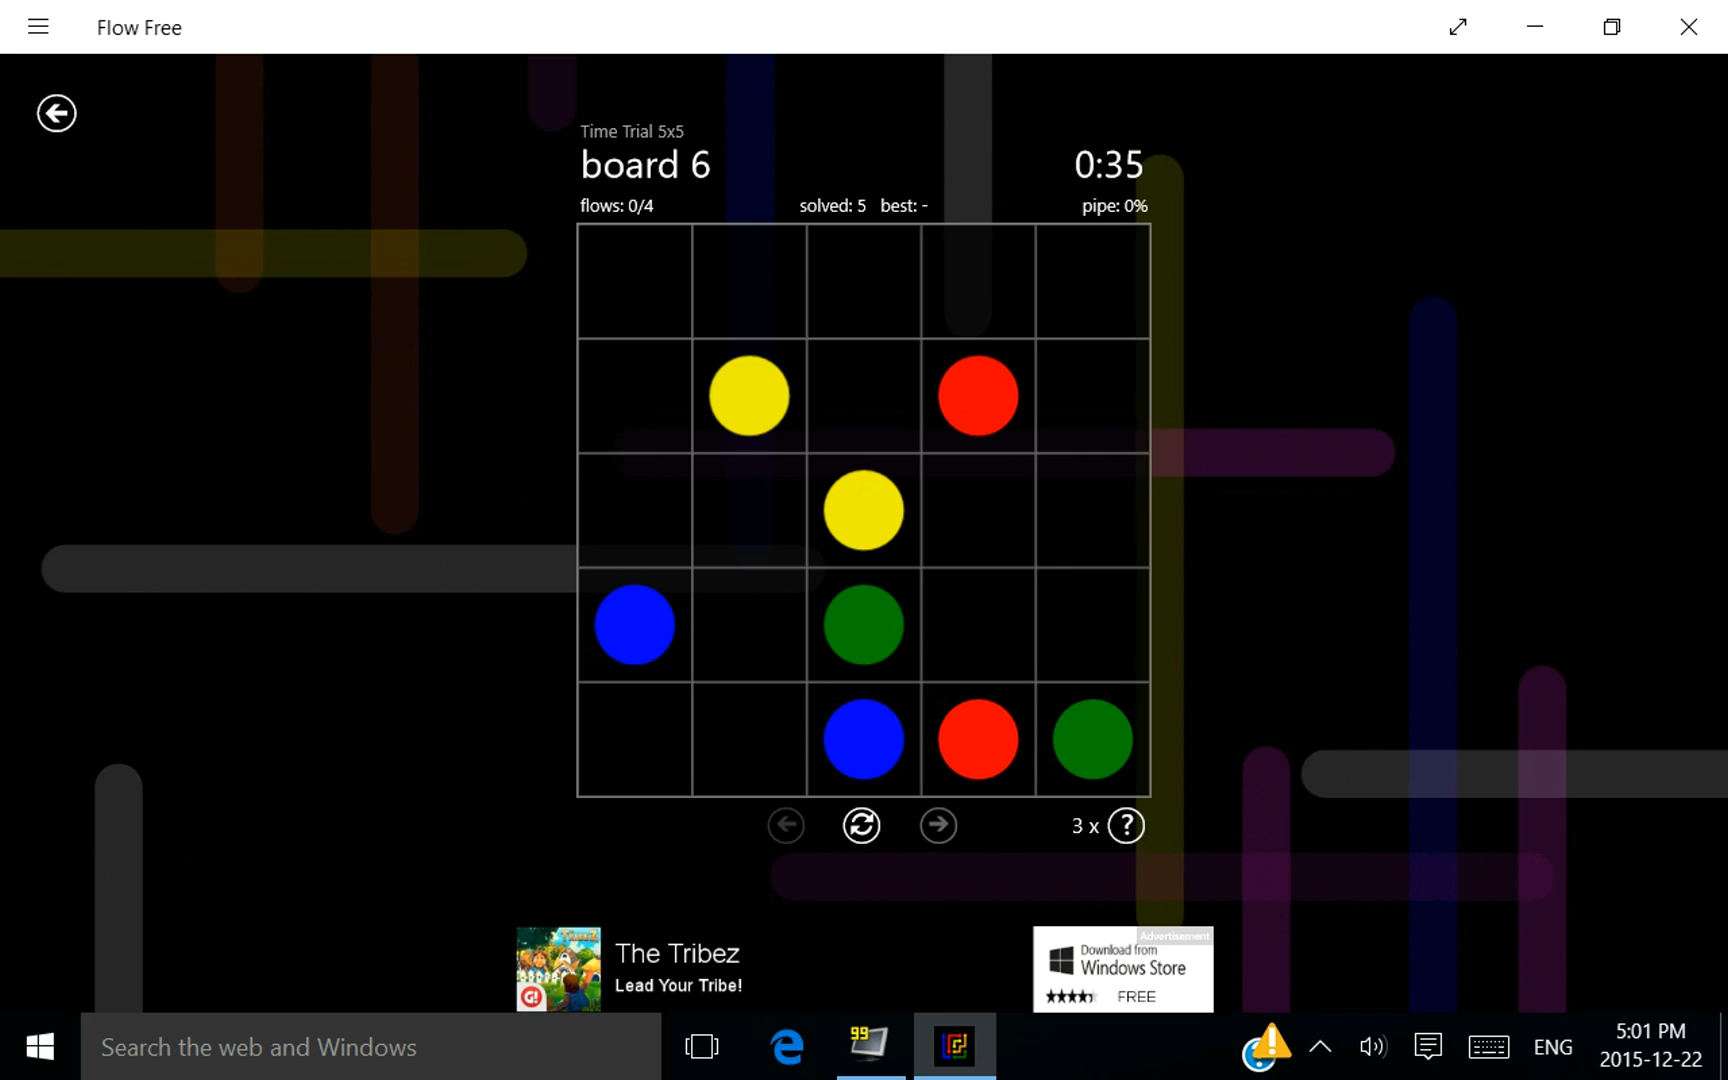 Flow Free
Time Trial 5x5
board 6
0:35
flows: 0/4
solved: 5 best: -
pipe: 0%
3 x ?
The Tribez
Lead Your Tribe!
Advertisement
Download from
Windows Store
FREE
Search the web and Windows
99
ENG
5:01 PM
2015-12-22